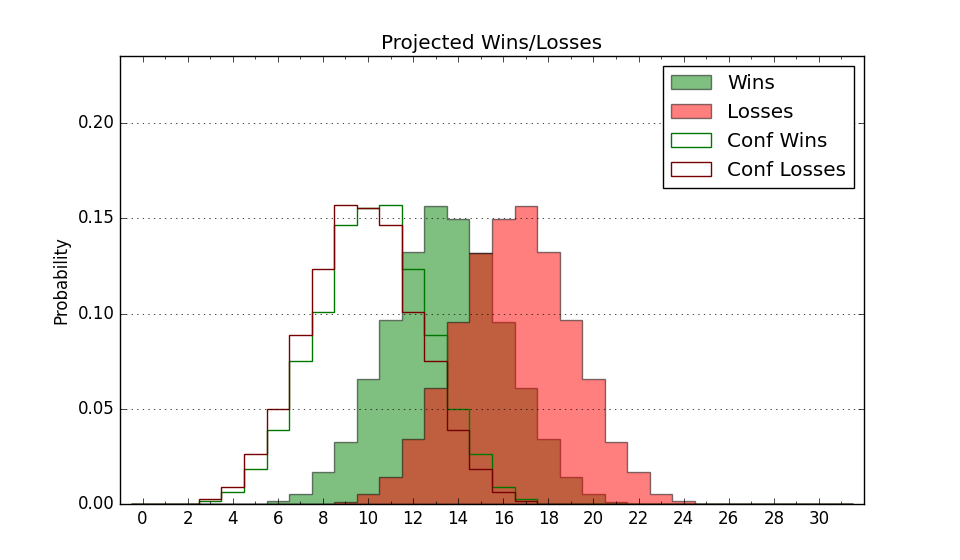 Projected Wins/Losses
Wins
Losses
Conf Wins
Conf Losses
Probability
0.20
0.15
0.10
0.05
0.00
0 2 4 6 8 10 12 14 16 18 20 22 24 26 28 30